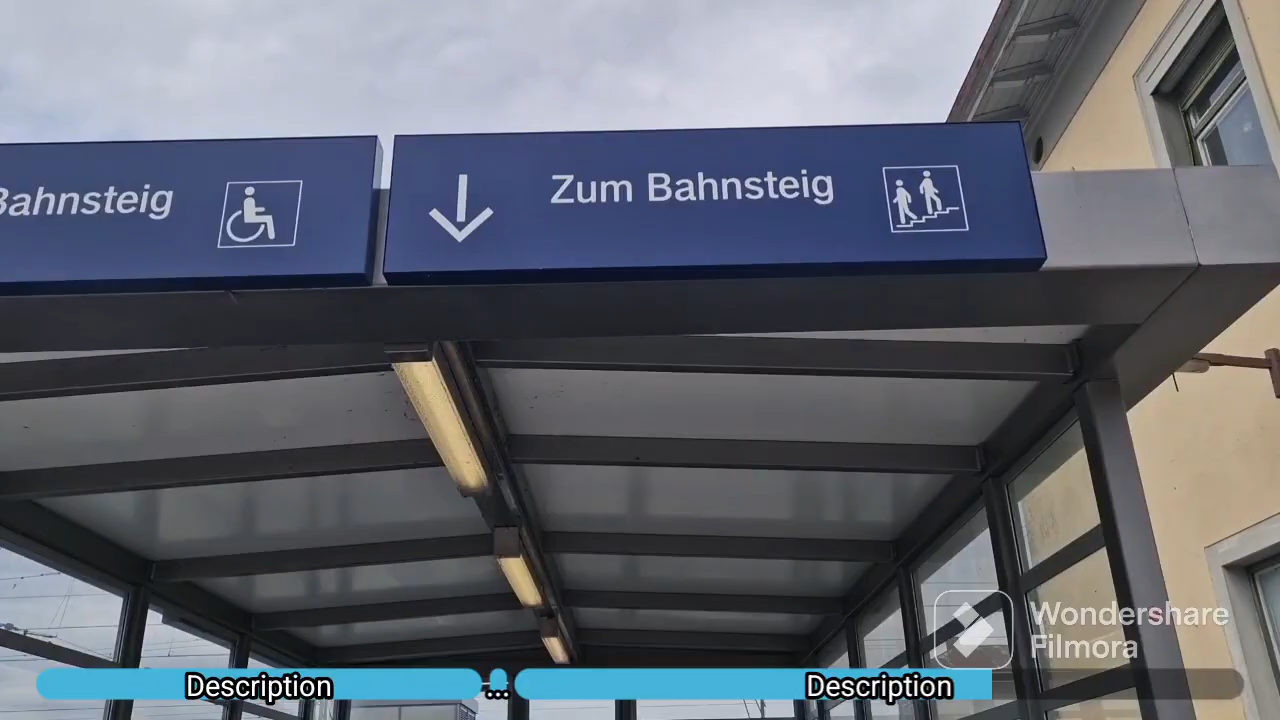 Bahnsteig
Zum Bahnsteig
Wondershare
Filmora
Description
...
Description